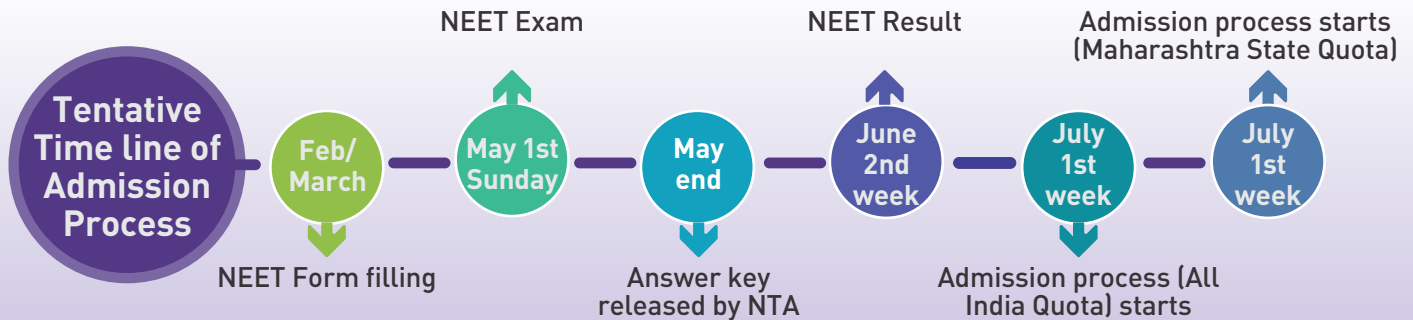 Tentative
Time line of
Admission
Process
Feb/
March
NEET Form filling
NEET Exam
May 1st
Sunday
May
end
Answer key
released by NTA
NEET Result
June
2nd
week
July
1st
week
Admission process (All
India Quota) starts
Admission process starts
(Maharashtra State Quota)
July
1st
week